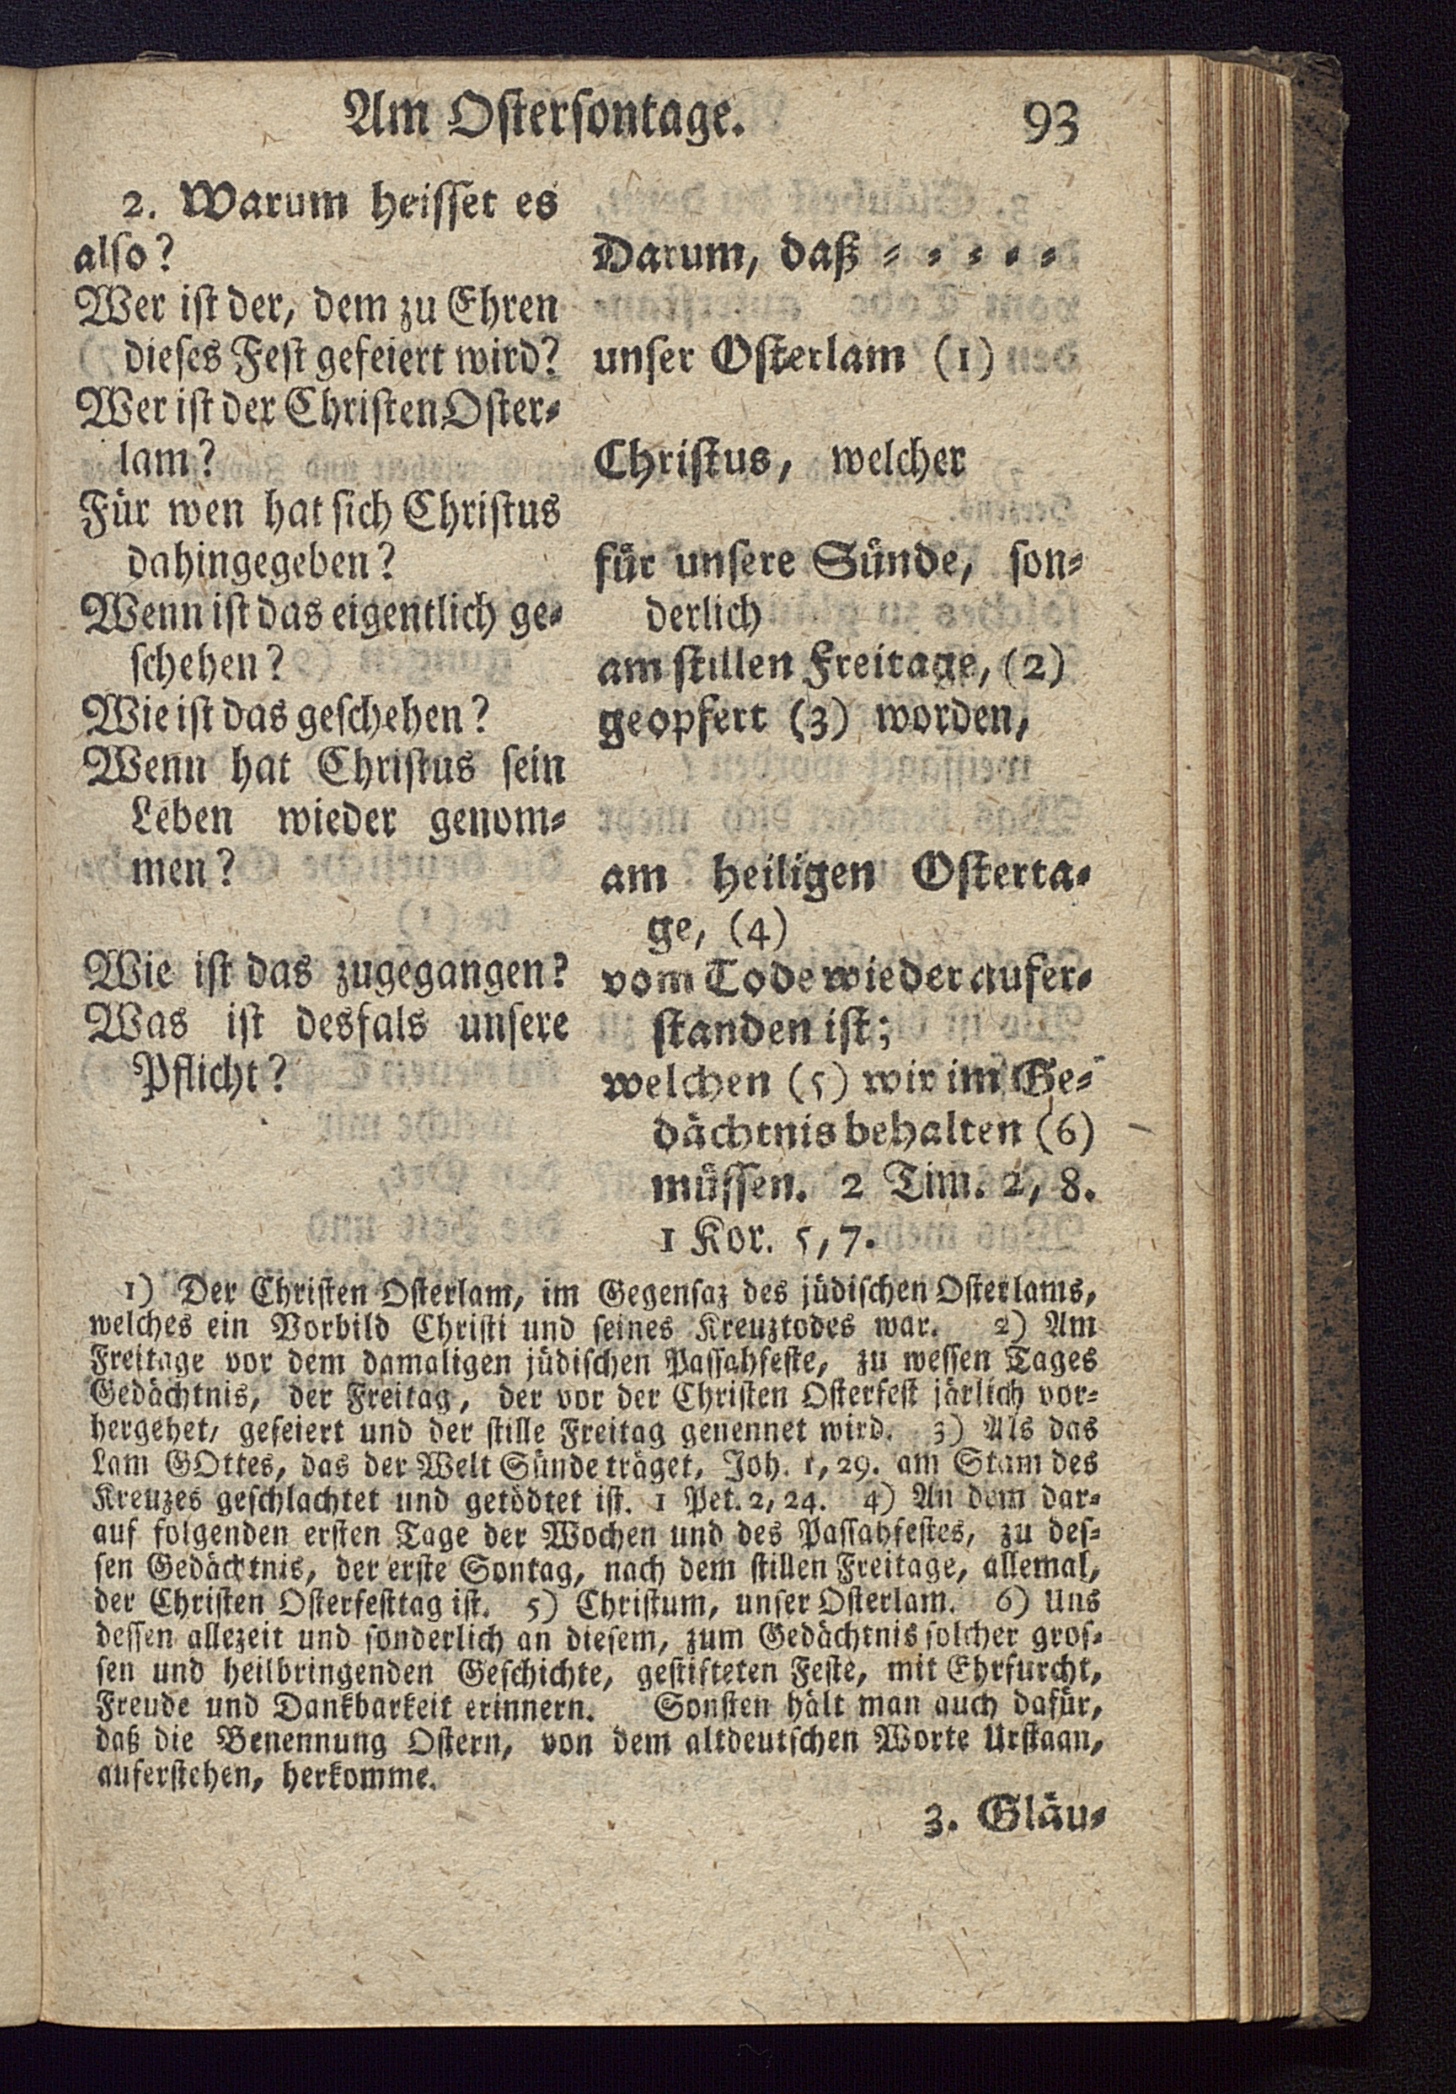 Am Ostersontage. 93
2. Warum heisset es
also?
Wer ist der, dem zu Ehren
dieses Fest gefeiert wird?
Wer ist der Christen Oster-
lam?
Für wen hat sich Christus
dahingegeben?
Wenn ist das eigentlich ge-
schehen?
Wie ist das geschehen?
Wenn hat Christus sein
Leben wieder genom-
men?
Wie ist das zugegangen?
Was ist desfals unsere
Pflicht?
Darum, daß - - - - -
unser Osterlam (1)
Christus, welcher
für unsere Sünde, son-
derlich
am stillen Freitage, (2)
geopfert (3) worden,
am heiligen Osterta-
ge, (4)
vom Tode wieder aufer-
standen ist;
welchen (5) wir im Ge-
dächtnis behalten (6)
müssen. 2 Tim. 2, 8.
1 Kor. 5, 7.
1) Der Christen Osterlam, im Gegensaz des jüdischen Osterlams,
welches ein Vorbild Christi und seines Kreuztodes war. 2) Am
Freitage vor dem damaligen jüdischen Passahfeste, zu wessen Tages
Gedächtnis, der Freitag, der vor der Christen Osterfest järlich vor-
hergehet, gefeiert und der stille Freitag genennet wird. 3) Als das
Lam GOttes, das der Welt Sünde träget, Joh. 1, 29. am Stam des
Kreuzes geschlachtet und getödtet ist. 1 Pet. 2, 24. 4) An dem dar-
auf folgenden ersten Tage der Wochen und des Passahfestes, zu des-
sen Gedächtnis, der erste Sontag, nach dem stillen Freitage, allemal,
der Christen Osterfesttag ist. 5) Christum, unser Osterlam. 6) Uns
dessen allezeit und sonderlich an diesem, zum Gedächtnis solcher gros-
sen und heilbringenden Geschichte, gestifteten Feste, mit Ehrfurcht,
Freude und Dankbarkeit erinnern. Sonsten hält man auch dafür,
daß die Benennung Ostern, von dem altdeutschen Worte Urstaan,
auferstehen, herkomme.
3. Gläu-